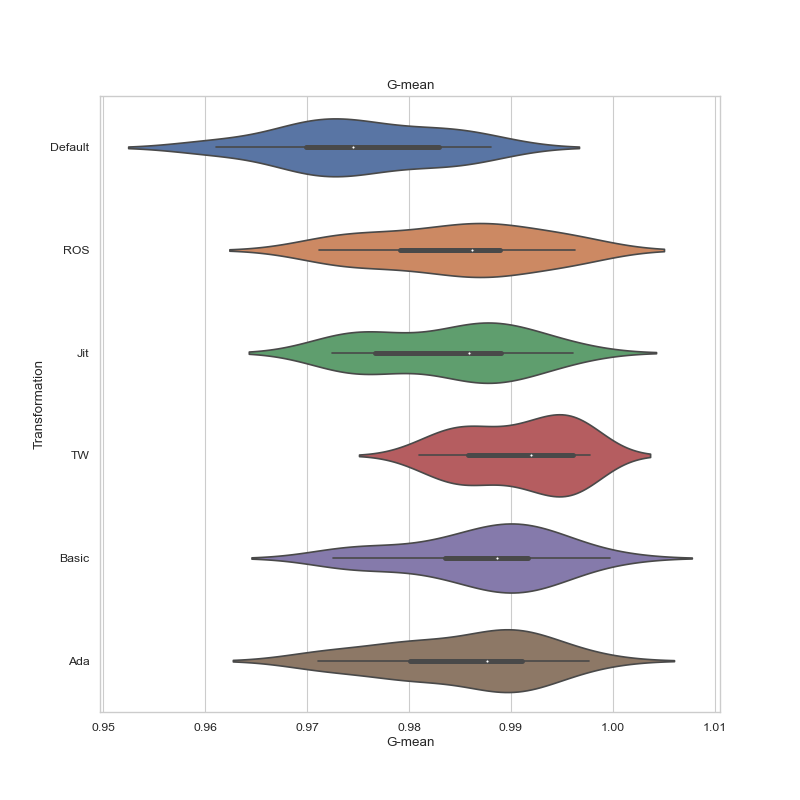 G-mean
Default
ROS
Jit
TW
Basic
Ada
Transformation
0.95 0.96 0.97 0.98 0.99 1.00 1.01
G-mean